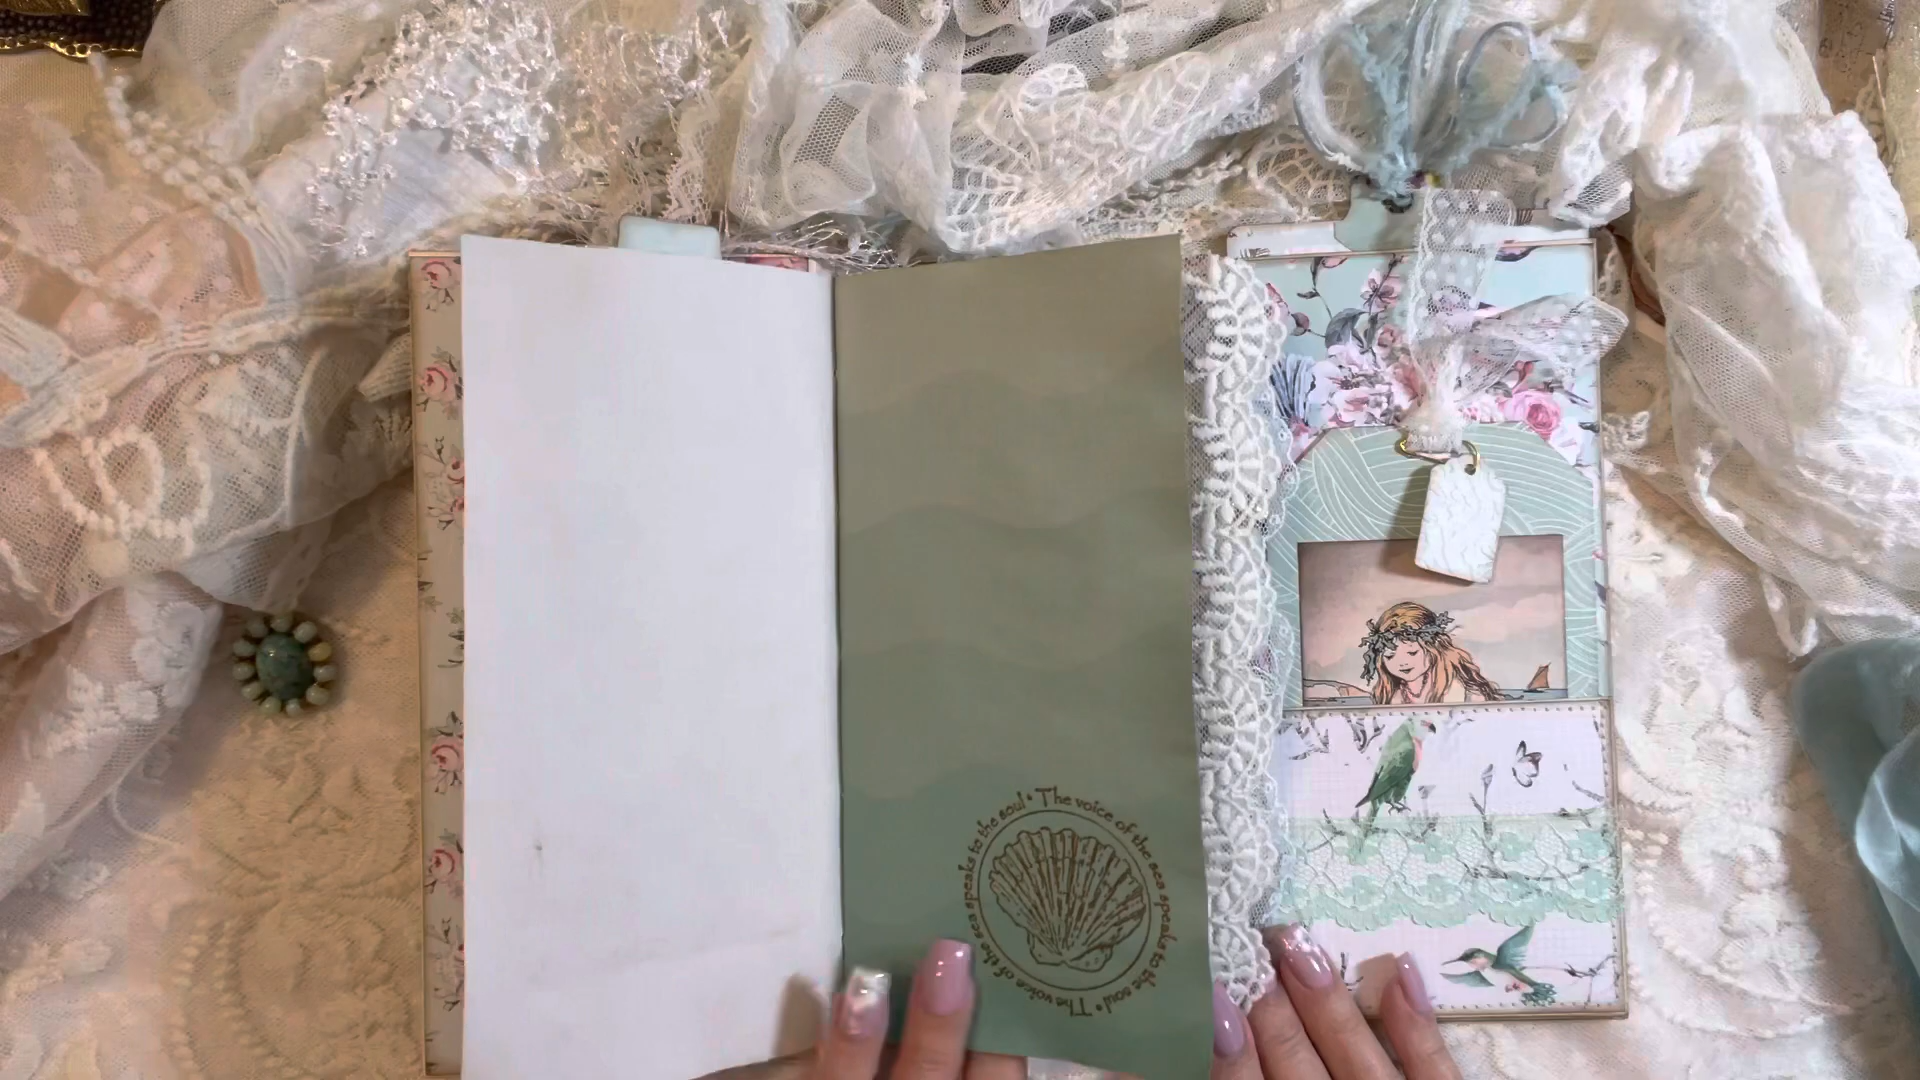 The voice of the sea speaks to the soul • The voice of the sea speaks to the soul •